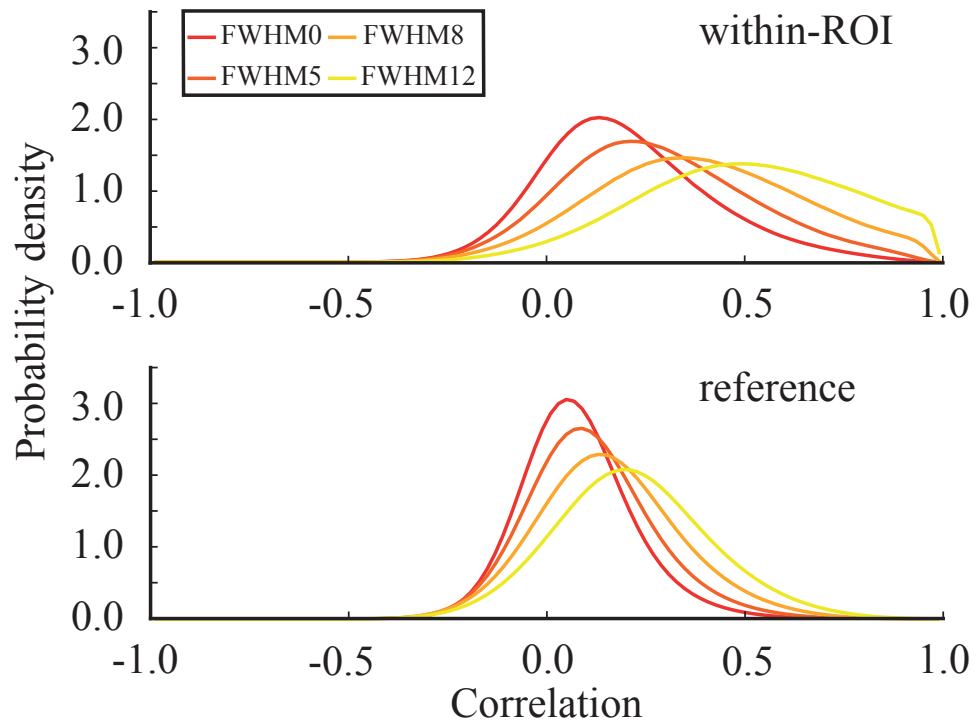 Probability density
within-ROI
FWHM0 FWHM8
FWHM5 FWHM12
3.0
2.0
1.0
0.0
-1.0 -0.5 0.0 0.5 1.0
reference
3.0
2.0
1.0
0.0
-1.0 -0.5 0.0 0.5 1.0
Correlation